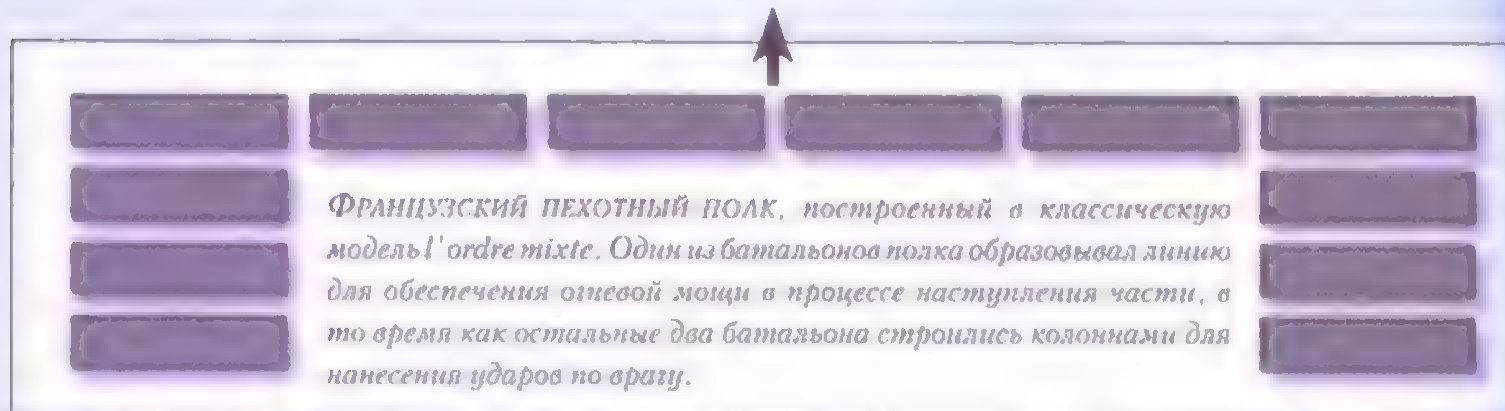 ФРАНЦУЗСКИЙ ПЕХОТНЫЙ ПОЛК, построенный в классическую
модель l'ordre mixte. Один из батальонов полка образовывал линию
для обеспечения огневой мощи в процессе наступления части, в
то время как остальные два батальона строились колоннами для
нанесения ударов по врагу.